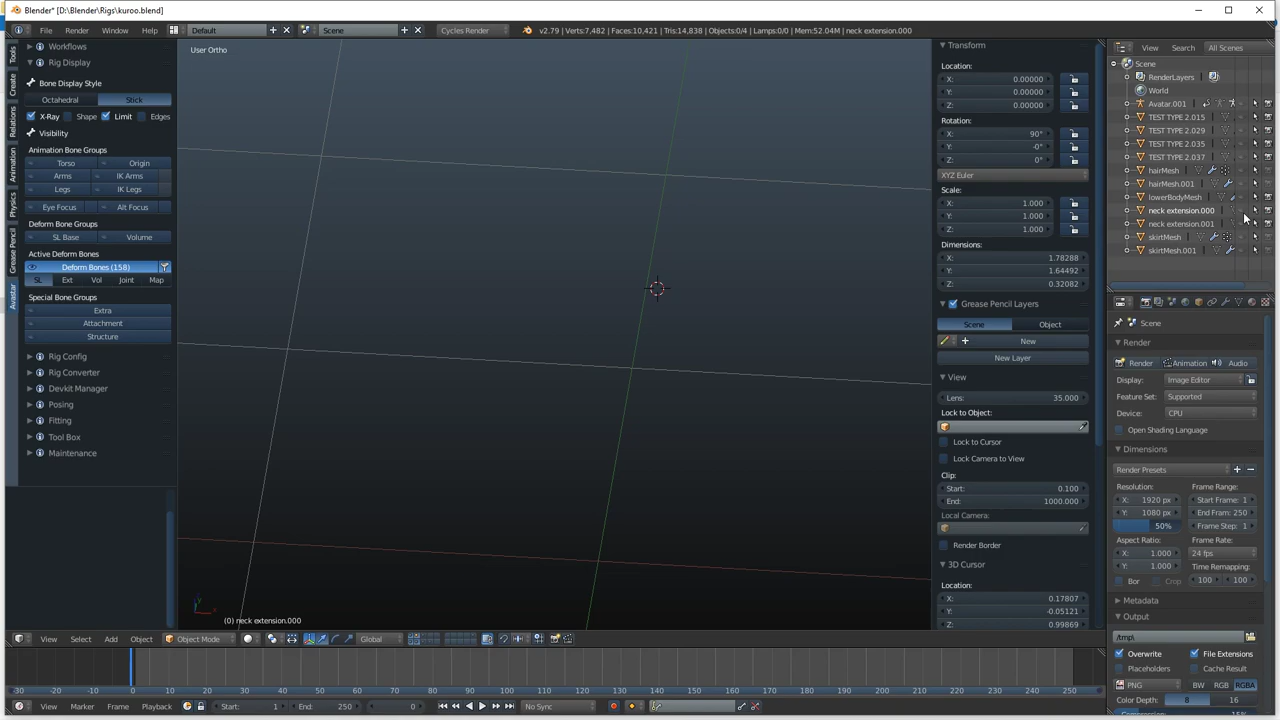 Blender* [D:\Blender\Rigs\kuroo.blend]
File Render Window Help Default Scene Cycles Render v2.79 | Verts:7,482 | Faces:10,421 | Tris:14,838 | Objects:0/4 | Lamps:0/0 | Mem:52.04M | neck extension.000
Tools
Create
Relations
Animation
Physics
Grease Pencil
Avastar
Workflows
Rig Display
Bone Display Style
Octahedral Stick
X-Ray Shape Limit Edges
Visibility
Animation Bone Groups
Torso Origin
Arms IK Arms
Legs IK Legs
Eye Focus Alt Focus
Deform Bone Groups
SL Base Volume
Active Deform Bones
Deform Bones (158)
SL Ext Vol Joint Map
Special Bone Groups
Extra
Attachment
Structure
Rig Config
Rig Converter
Devkit Manager
Posing
Fitting
Tool Box
Maintenance
User Ortho
(0) neck extension.000
View Select Add Object Object Mode Global
Transform
Location:
X: 0.00000
Y: 0.00000
Z: 0.00000
Rotation:
X: 90°
Y: -0°
Z: 0°
XYZ Euler
Scale:
X: 1.000
Y: 1.000
Z: 1.000
Dimensions:
X: 1.78288
Y: 1.64492
Z: 0.32082
Grease Pencil Layers
Scene Object
New
New Layer
View
Lens: 35.000
Lock to Object:
Lock to Cursor
Lock Camera to View
Clip:
Start: 0.100
End: 1000.000
Local Camera:
Render Border
3D Cursor
Location:
X: 0.17807
Y: -0.05121
Z: 0.99869
View Search All Scenes
Scene
RenderLayers
World
Avatar.001
TEST TYPE 2.015
TEST TYPE 2.029
TEST TYPE 2.035
TEST TYPE 2.037
hairMesh
hairMesh.001
lowerBodyMesh
neck extension.000
neck extension.001
skirtMesh
skirtMesh.001
Scene
Render
Render Animation Audio
Display: Image Editor
Feature Set: Supported
Device: CPU
Open Shading Language
Dimensions
Render Presets
Resolution: Frame Range:
X: 1920 px Start Frame: 1
Y: 1080 px End Fram: 250
50% Frame Step: 1
Aspect Ratio: Frame Rate:
X: 1.000 24 fps
Y: 1.000 Time Remapping:
Bor Crop 100 100
Metadata
Output
/tmp\
Overwrite File Extensions
Placeholders Cache Result
PNG BW RGB RGBA
Color Depth: 8 16
Compression: 15%
-30 -20 -10 0 10 20 30 40 50 60 70 80 90 100 110 120 130 140 150 160 170 180 190 200 210 220 230 240 250
View Marker Frame Playback Start: 1 End: 250 0 No Sync